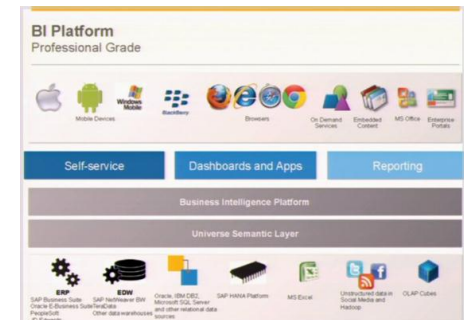 BI Platform
Professional Grade
Windows
Mobile
BlackBerry
Mobile Devices
Browsers
On Demand
Services
Embedded
Content
MS Office
Enterprise
Portals
Self-service
Dashboards and Apps
Reporting
Business Intelligence Platform
Universe Semantic Layer
ERP
SAP Business Suite
Oracle E-Business Suite
PeopleSoft
JD Edwards
EDW
SAP NetWeaver BW
TeraData
Other data warehouses
Oracle, IBM DB2,
Microsoft SQL Server
and other relational data
sources
SAP HANA Platform
MS Excel
Unstructured data in
Social Media and
Hadoop
OLAP Cubes